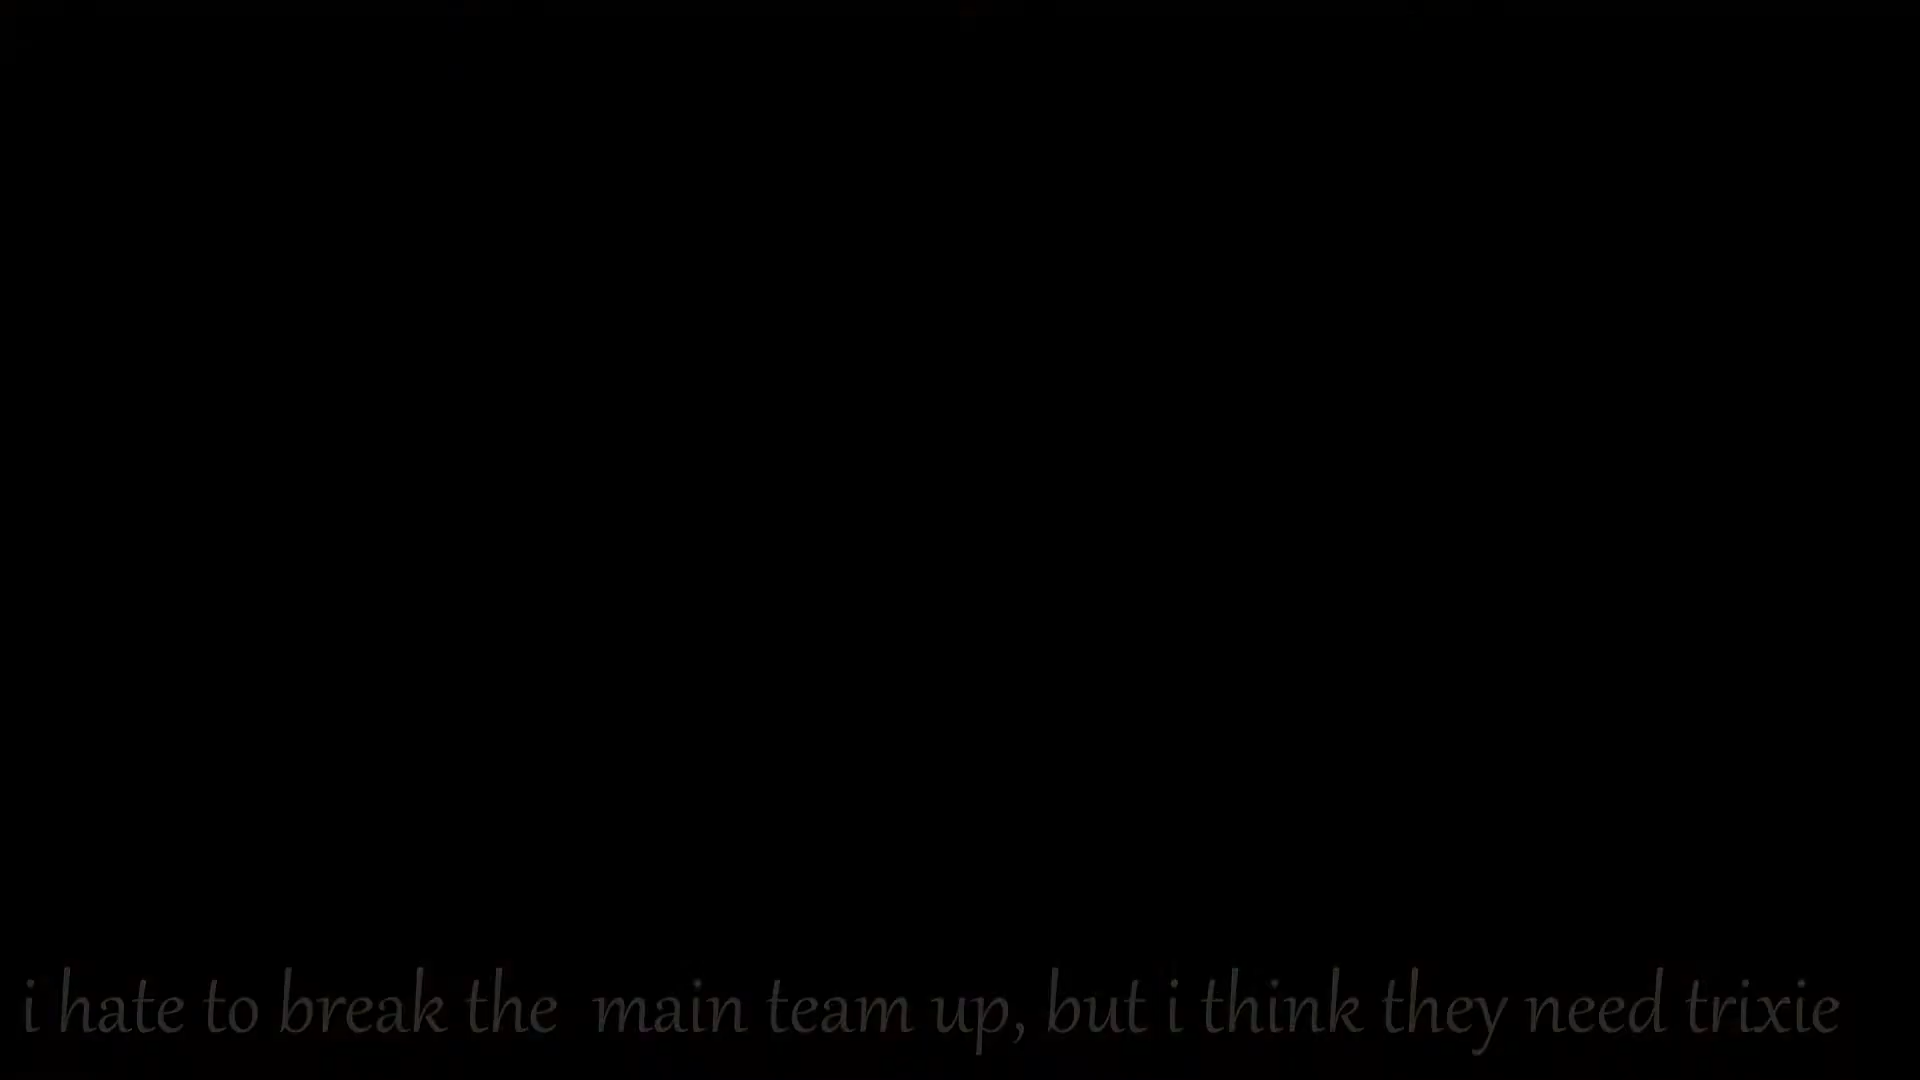 i hate to break the  main team up, but i think they need trixie